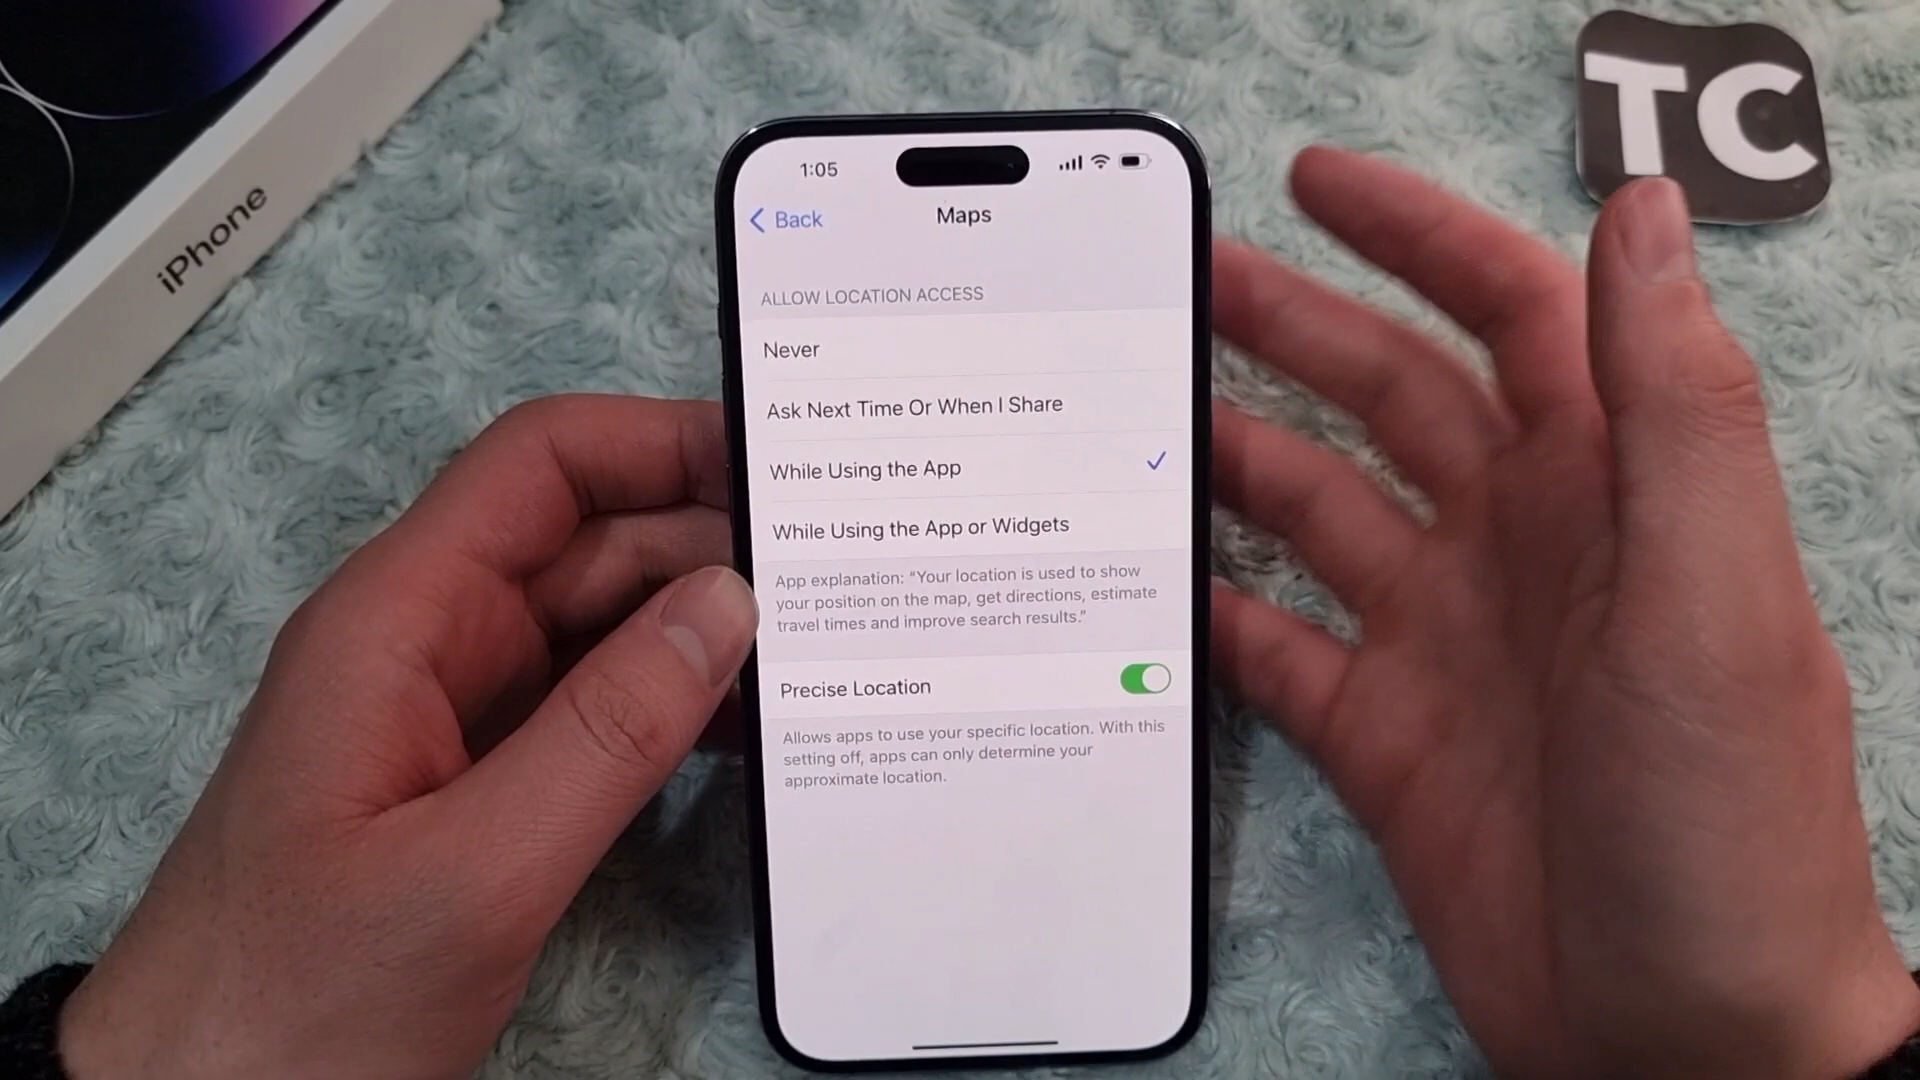 iPhone
TC
1:05
Back
Maps
ALLOW LOCATION ACCESS
Never
Ask Next Time Or When I Share
While Using the App
While Using the App or Widgets
App explanation: “Your location is used to show
your position on the map, get directions, estimate
travel times and improve search results.”
Precise Location
Allows apps to use your specific location. With this
setting off, apps can only determine your
approximate location.